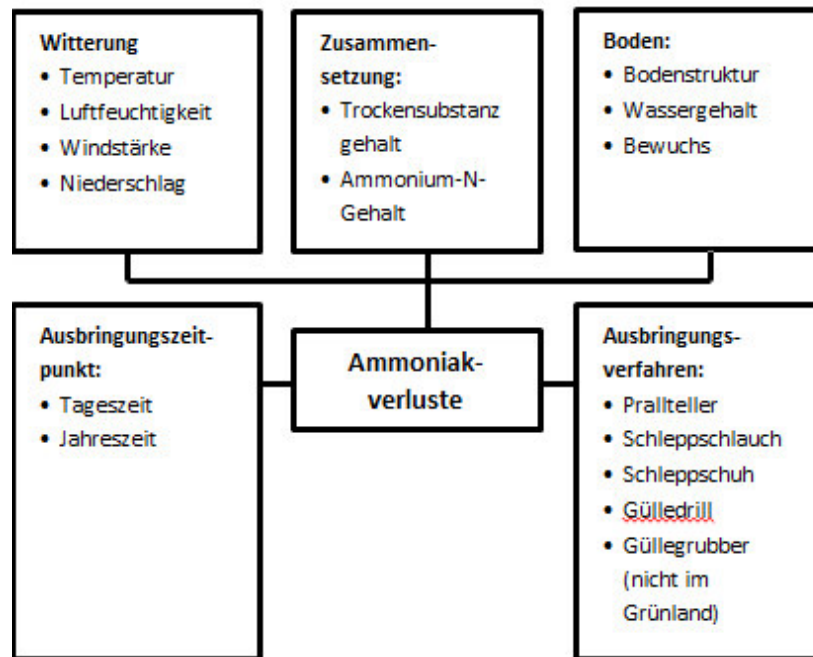 Witterung
• Temperatur
• Luftfeuchtigkeit
• Windstärke
• Niederschlag
Zusammen-
setzung:
• Trockensubstanz
gehalt
• Ammonium-N-
Gehalt
Boden:
• Bodenstruktur
• Wassergehalt
• Bewuchs
Ausbringungszeit-
punkt:
• Tageszeit
• Jahreszeit
Ammoniak-
verluste
Ausbringungs-
verfahren:
• Prallteller
• Schleppschlauch
• Schleppschuh
• Gülledrill
• Güllegrubber
(nicht im
Grünland)